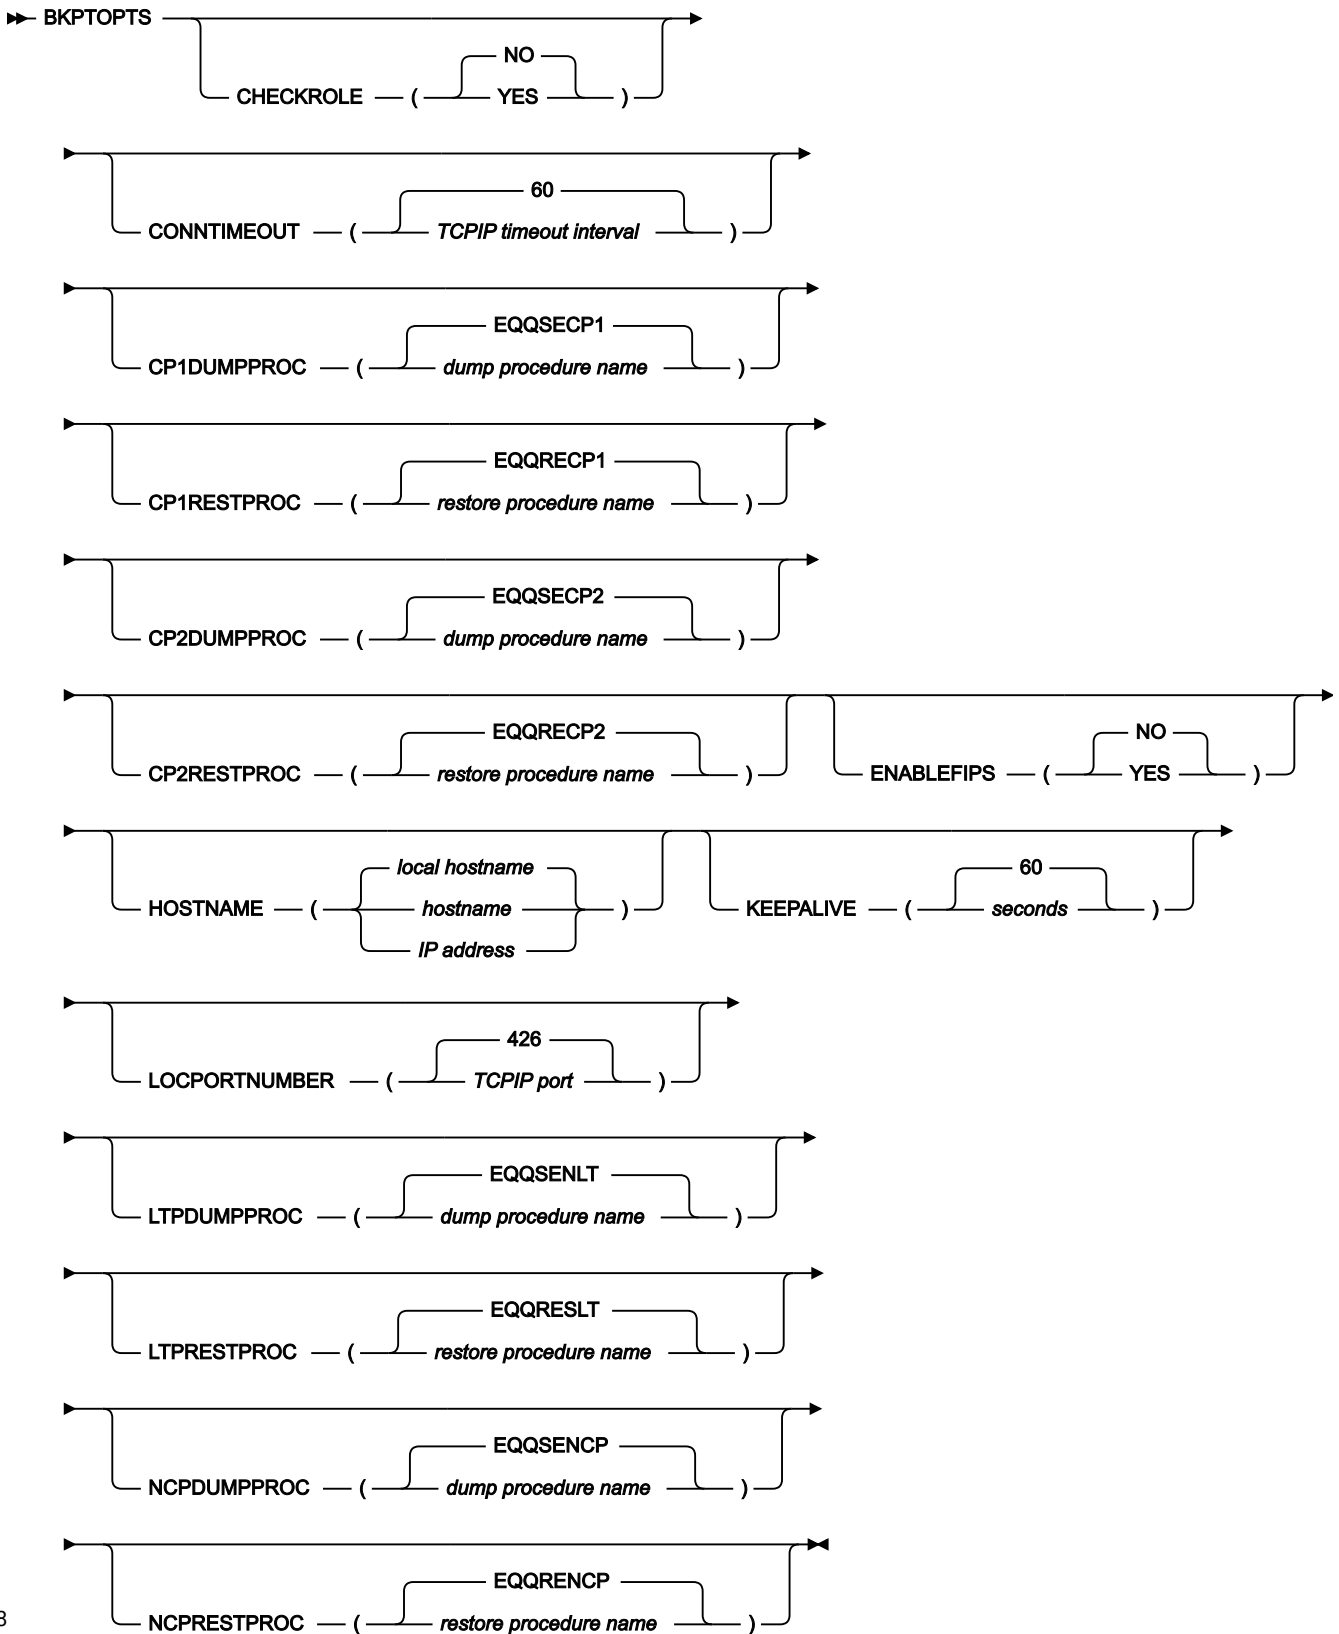 BKPTOPTS
NO
CHECKROLE ( YES )
60
CONNTIMEOUT ( TCPIP timeout interval )
EQQSECP1
CP1DUMPPROC ( dump procedure name )
EQQRECP1
CP1RESTPROC ( restore procedure name )
EQQSECP2
CP2DUMPPROC ( dump procedure name )
EQQRECP2 NO
CP2RESTPROC ( restore procedure name ) ENABLEFIPS ( YES )
local hostname 60
HOSTNAME ( hostname ) KEEPALIVE ( seconds )
IP address
426
LOCPORTNUMBER ( TCPIP port )
EQQSENLT
LTPDUMPPROC ( dump procedure name )
EQQRESLT
LTPRESTPROC ( restore procedure name )
EQQSENCP
NCPDUMPPROC ( dump procedure name )
EQQRENCP
NCPRESTPROC ( restore procedure name )